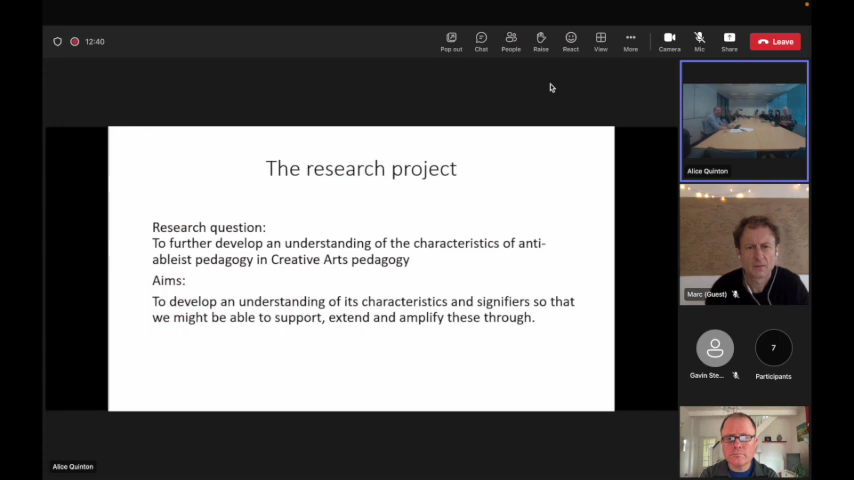 12:40
Pop out
Chat
People
Raise
React
View
More
Camera
Mic
Share
Leave
The research project
Research question:
To further develop an understanding of the characteristics of anti-
ableist pedagogy in Creative Arts pedagogy
Aims:
To develop an understanding of its characteristics and signifiers so that
we might be able to support, extend and amplify these through.
Alice Quinton
Alice Quinton
Marc (Guest)
Gavin Ste...
7
Participants